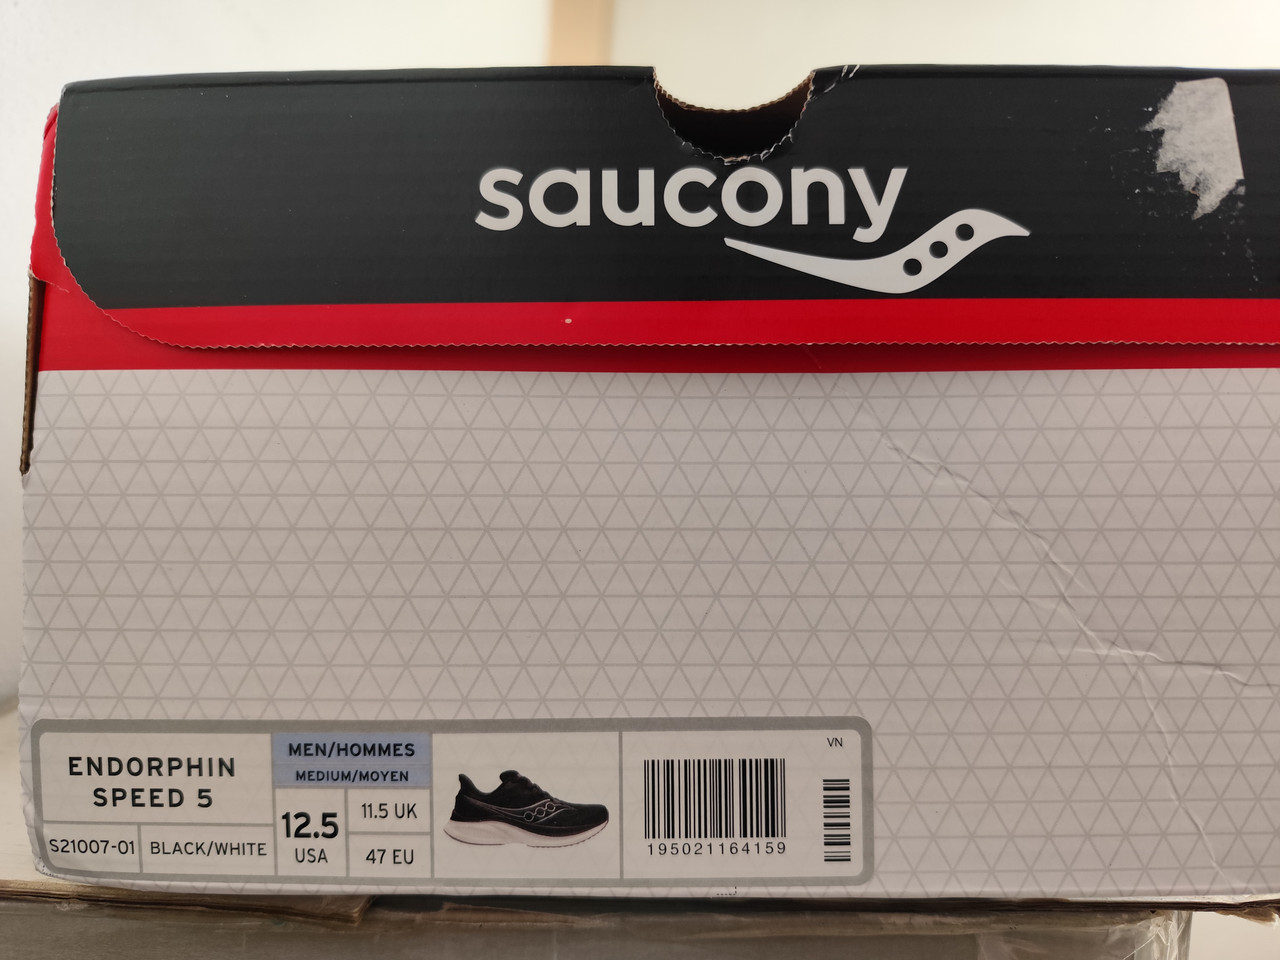 saucony
ENDORPHIN
SPEED 5
S21007-01
BLACK/WHITE
MEN/HOMMES
MEDIUM/MOYEN
12.5
USA
11.5 UK
47 EU
195021164159
VN